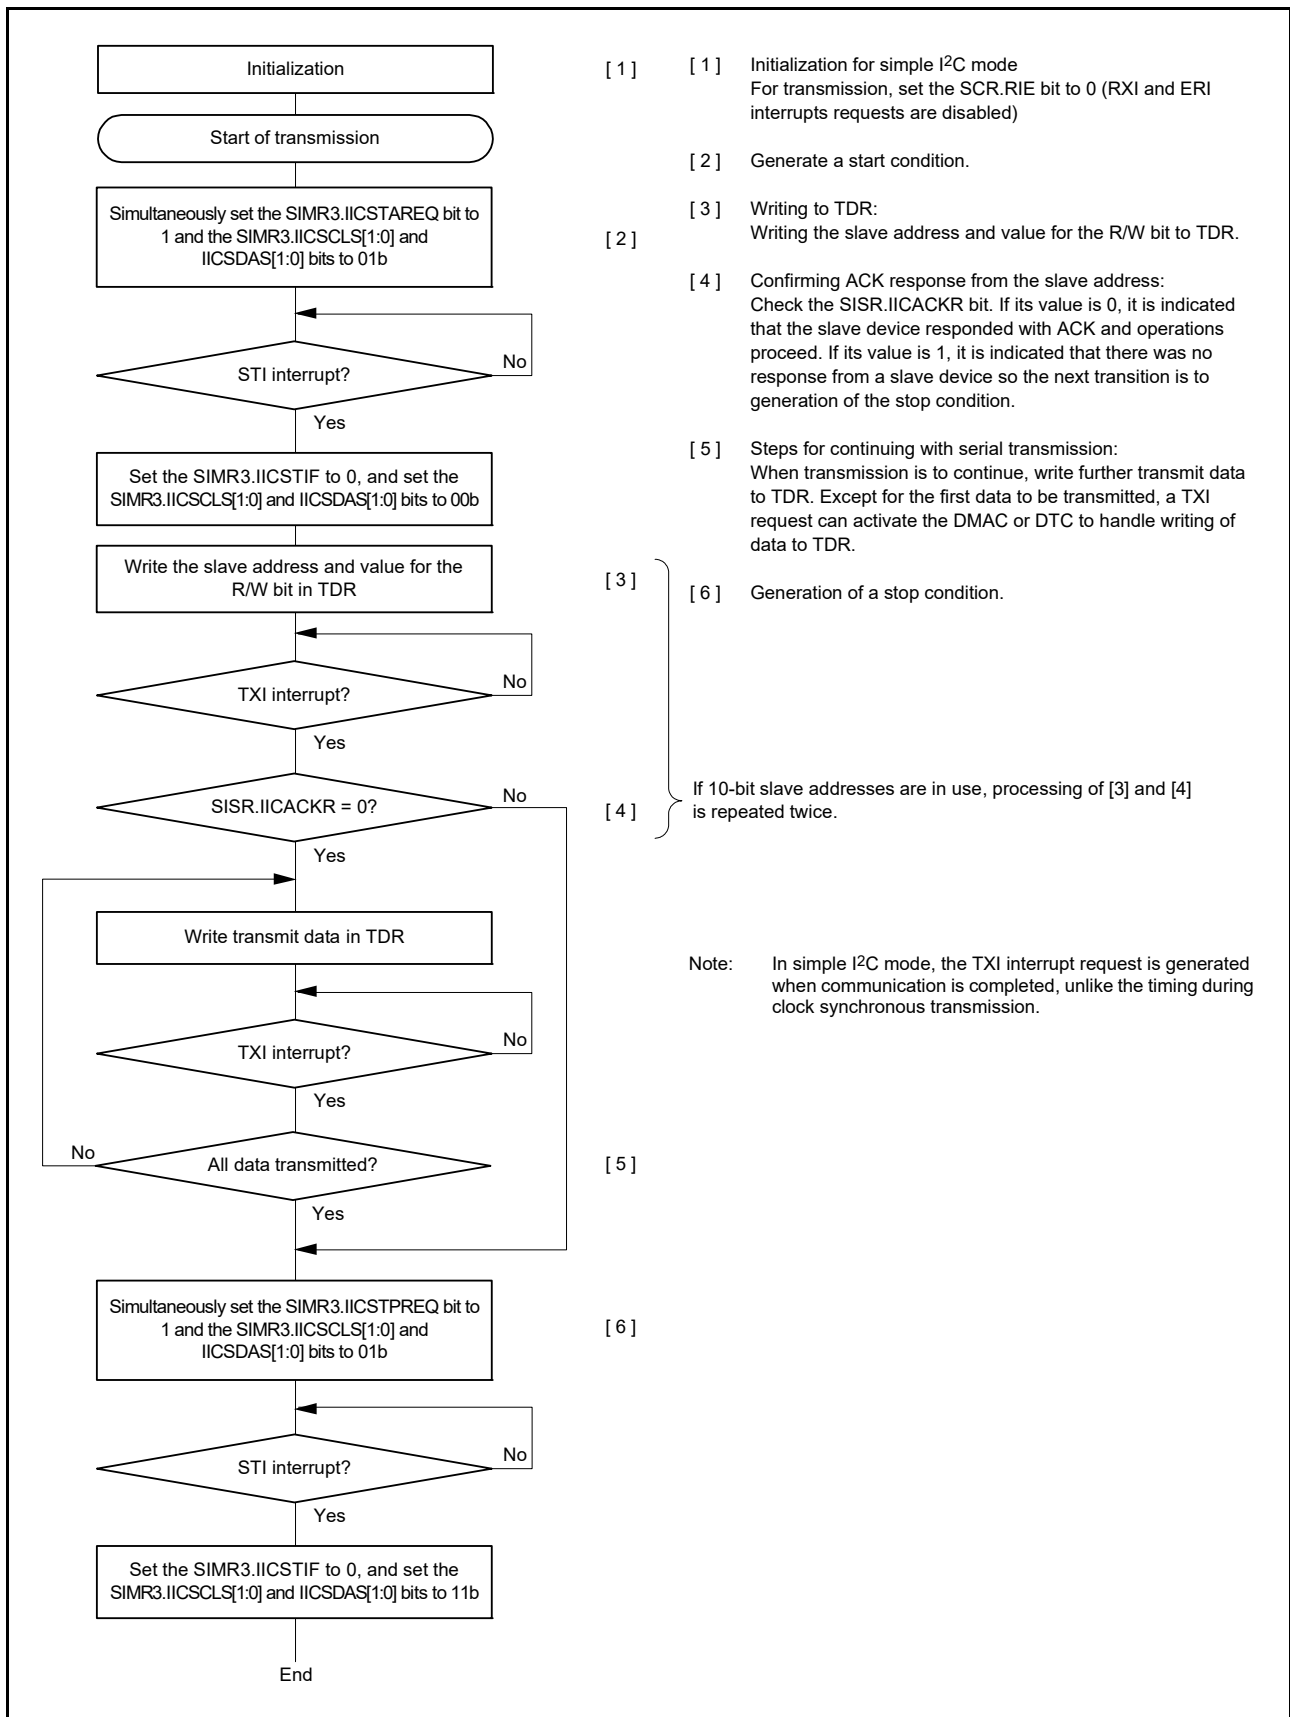 Initialization
[ 1 ]
Start of transmission
Simultaneously set the SIMR3.IICSTAREQ bit to
1 and the SIMR3.IICSCLS[1:0] and
IICSDAS[1:0] bits to 01b
[ 2 ]
STI interrupt?
No
Yes
Set the SIMR3.IICSTIF to 0, and set the
SIMR3.IICSCLS[1:0] and IICSDAS[1:0] bits to 00b
Write the slave address and value for the
R/W bit in TDR
[ 3 ]
TXI interrupt?
No
Yes
SISR.IICACKR = 0?
No
[ 4 ]
Yes
If 10-bit slave addresses are in use, processing of [3] and [4]
is repeated twice.
Write transmit data in TDR
TXI interrupt?
No
Yes
No
All data transmitted?
[ 5 ]
Yes
Simultaneously set the SIMR3.IICSTPREQ bit to
1 and the SIMR3.IICSCLS[1:0] and
IICSDAS[1:0] bits to 01b
[ 6 ]
STI interrupt?
No
Yes
Set the SIMR3.IICSTIF to 0, and set the
SIMR3.IICSCLS[1:0] and IICSDAS[1:0] bits to 11b
End
[ 1 ] Initialization for simple I2C mode
For transmission, set the SCR.RIE bit to 0 (RXI and ERI
interrupts requests are disabled)
[ 2 ] Generate a start condition.
[ 3 ] Writing to TDR:
Writing the slave address and value for the R/W bit to TDR.
[ 4 ] Confirming ACK response from the slave address:
Check the SISR.IICACKR bit. If its value is 0, it is indicated
that the slave device responded with ACK and operations
proceed. If its value is 1, it is indicated that there was no
response from a slave device so the next transition is to
generation of the stop condition.
[ 5 ] Steps for continuing with serial transmission:
When transmission is to continue, write further transmit data
to TDR. Except for the first data to be transmitted, a TXI
request can activate the DMAC or DTC to handle writing of
data to TDR.
[ 6 ] Generation of a stop condition.
Note: In simple I2C mode, the TXI interrupt request is generated
when communication is completed, unlike the timing during
clock synchronous transmission.